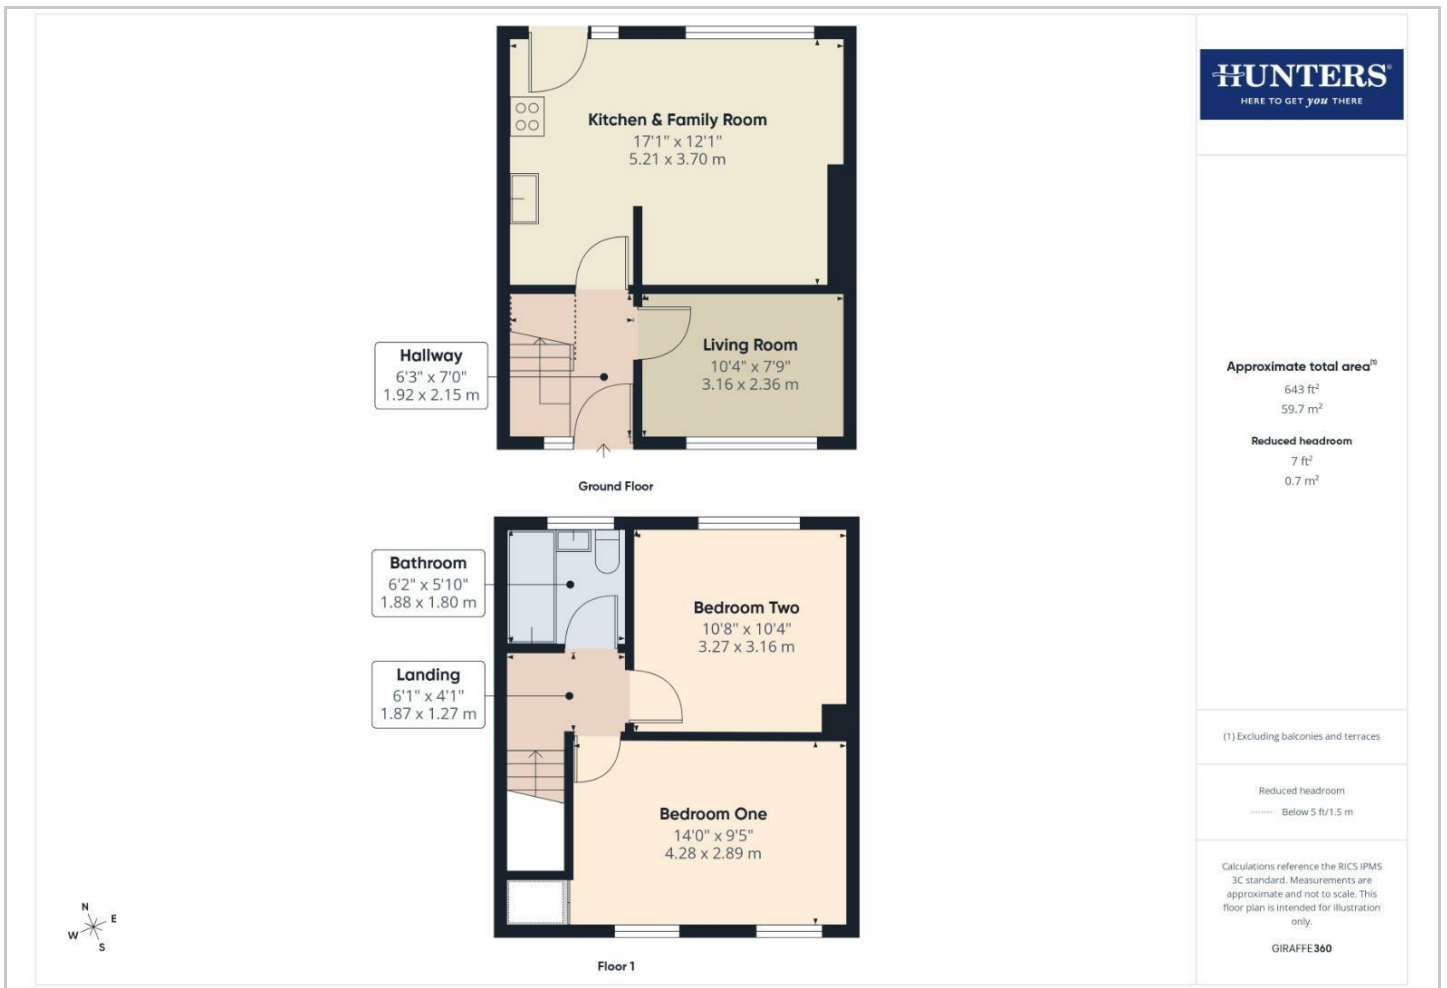 HUNTERS®
HERE TO GET you THERE
Kitchen & Family Room
17'1" x 12'1"
5.21 x 3.70 m
Hallway
6'3" x 7'0"
1.92 x 2.15 m
Living Room
10'4" x 7'9"
3.16 x 2.36 m
Ground Floor
Bathroom
6'2" x 5'10"
1.88 x 1.80 m
Bedroom Two
10'8" x 10'4"
3.27 x 3.16 m
Landing
6'1" x 4'1"
1.87 x 1.27 m
Bedroom One
14'0" x 9'5"
4.28 x 2.89 m
Floor 1
N
E
W
S
Approximate total area(1)
643 ft²
59.7 m²
Reduced headroom
7 ft²
0.7 m²
(1) Excluding balconies and terraces
Reduced headroom
Below 5 ft/1.5 m
Calculations reference the RICS IPMS
3C standard. Measurements are
approximate and not to scale. This
floor plan is intended for illustration
only.
GIRAFFE360